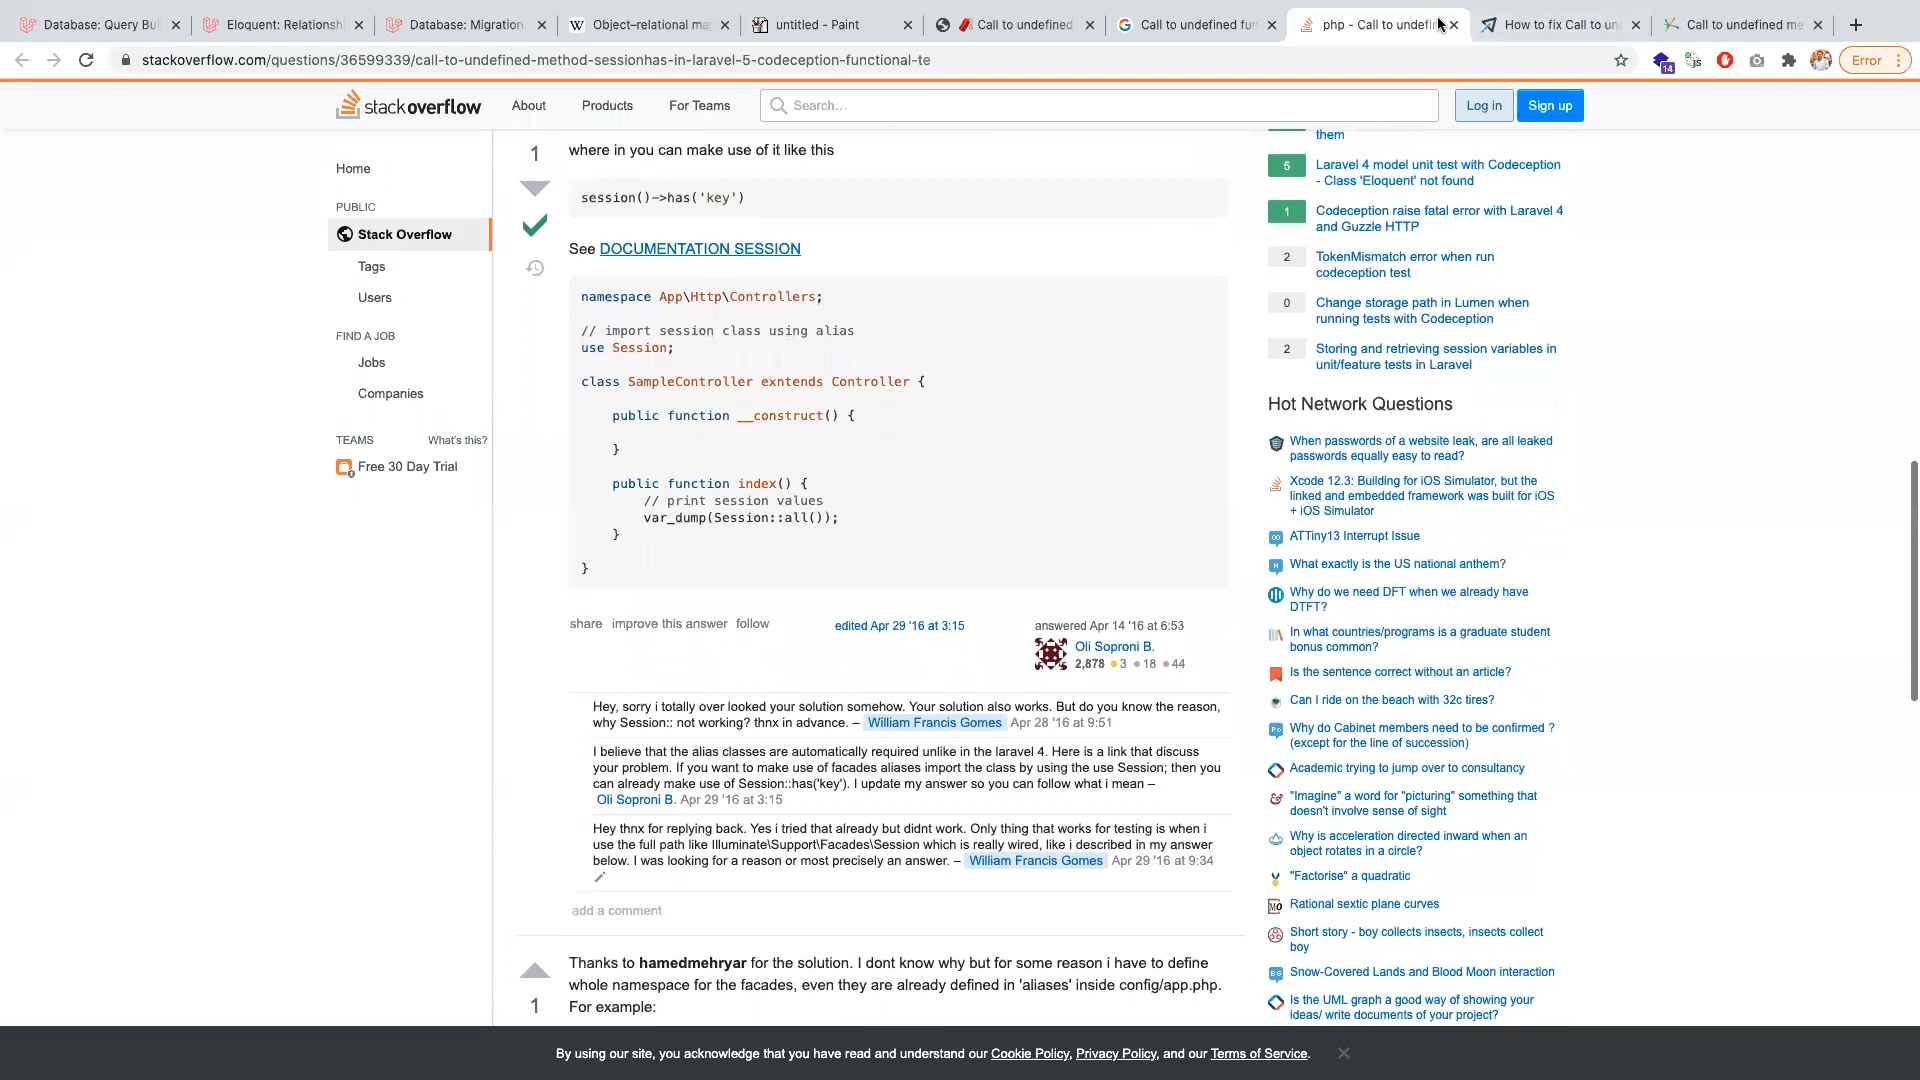 Database: Query Bui
Eloquent: Relationsh
Database: Migration
Object–relational ma
untitled - Paint
Call to undefined
Call to undefined fun
php - Call to undefi
How to fix Call to un
Call to undefined me
stackoverflow.com/questions/36599339/call-to-undefined-method-sessionhas-in-laravel-5-codeception-functional-te
14
Error
stackoverflow
About
Products
For Teams
Search...
Log in
Sign up
Home
PUBLIC
Stack Overflow
Tags
Users
FIND A JOB
Jobs
Companies
TEAMS
What's this?
Free 30 Day Trial
1
where in you can make use of it like this
session()->has('key')
See DOCUMENTATION SESSION
namespace App\Http\Controllers;
// import session class using alias
use Session;
class SampleController exntends Controller {
public function __construct() {
}
public function index() {
// print session values
var_dump(Session::all());
}
}
share improve this answer follow
edited Apr 29 '16 at 3:15
answered Apr 14 '16 at 6:53
Oli Soproni B.
2,878 3 18 44
Hey, sorry i totally over looked your solution somehow. Your solution also works. But do you know the reason,
why Session:: not working? thnx in advance. – William Francis Gomes Apr 28 '16 at 9:51
I believe that the alias classes are automatically required unlike in the laravel 4. Here is a link that discuss
your problem. If you want to make use of facades aliases import the class by using the use Session; then you
can already make use of Session::has('key'). I update my answer so you can follow what i mean –
Oli Soproni B. Apr 29 '16 at 3:15
Hey thnx for replying back. Yes i tried that already but didnt work. Only thing that works for testing is when i
use the full path like Illuminate\Support\Facades\Session which is really wired, like i described in my answer
below. I was looking for a reason or most precisely an answer. – William Francis Gomes Apr 29 '16 at 9:34
add a comment
Thanks to hamedmehryar for the solution. I dont know why but for some reason i have to define
whole namespace for the facades, even they are already defined in 'aliases' inside config/app.php.
1
For example:
them
5
Laravel 4 model unit test with Codeception
- Class 'Eloquent' not found
1
Codeception raise fatal error with Laravel 4
and Guzzle HTTP
2
TokenMismatch error when run
codeception test
0
Change storage path in Lumen when
running tests with Codeception
2
Storing and retrieving session variables in
unit/feature tests in Laravel
Hot Network Questions
When passwords of a website leak, are all leaked
passwords equally easy to read?
Xcode 12.3: Building for iOS Simulator, but the
linked and embedded framework was built for iOS
+ iOS Simulator
ATTiny13 Interrupt Issue
What exactly is the US national anthem?
Why do we need DFT when we already have
DTFT?
In what countries/programs is a graduate student
bonus common?
Is the sentence correct without an article?
Can I ride on the beach with 32c tires?
Why do Cabinet members need to be confirmed ?
(except for the line of succession)
Academic trying to jump over to consultancy
"Imagine" a word for "picturing" something that
doesn't involve sense of sight
Why is acceleration directed inward when an
object rotates in a circle?
"Factorise" a quadratic
Rational sextic plane curves
Short story - boy collects insects, insects collect
boy
Snow-Covered Lands and Blood Moon interaction
Is the UML graph a good way of showing your
ideas/ write documents of your project?
By using our site, you acknowledge that you have read and understand our Cookie Policy, Privacy Policy, and our Terms of Service.